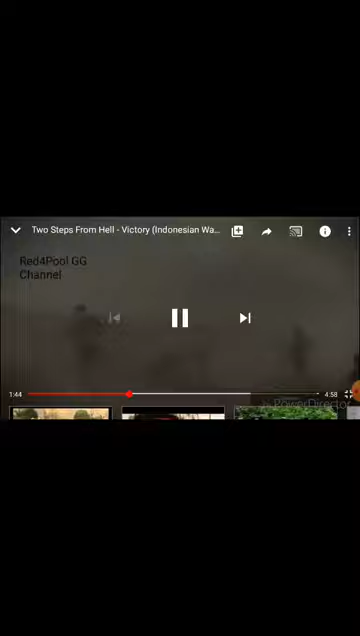 Two Steps From Hell - Victory (Indonesian Wa...
Red4Pool GG
Channel
1:44
4:58
PowerDirector